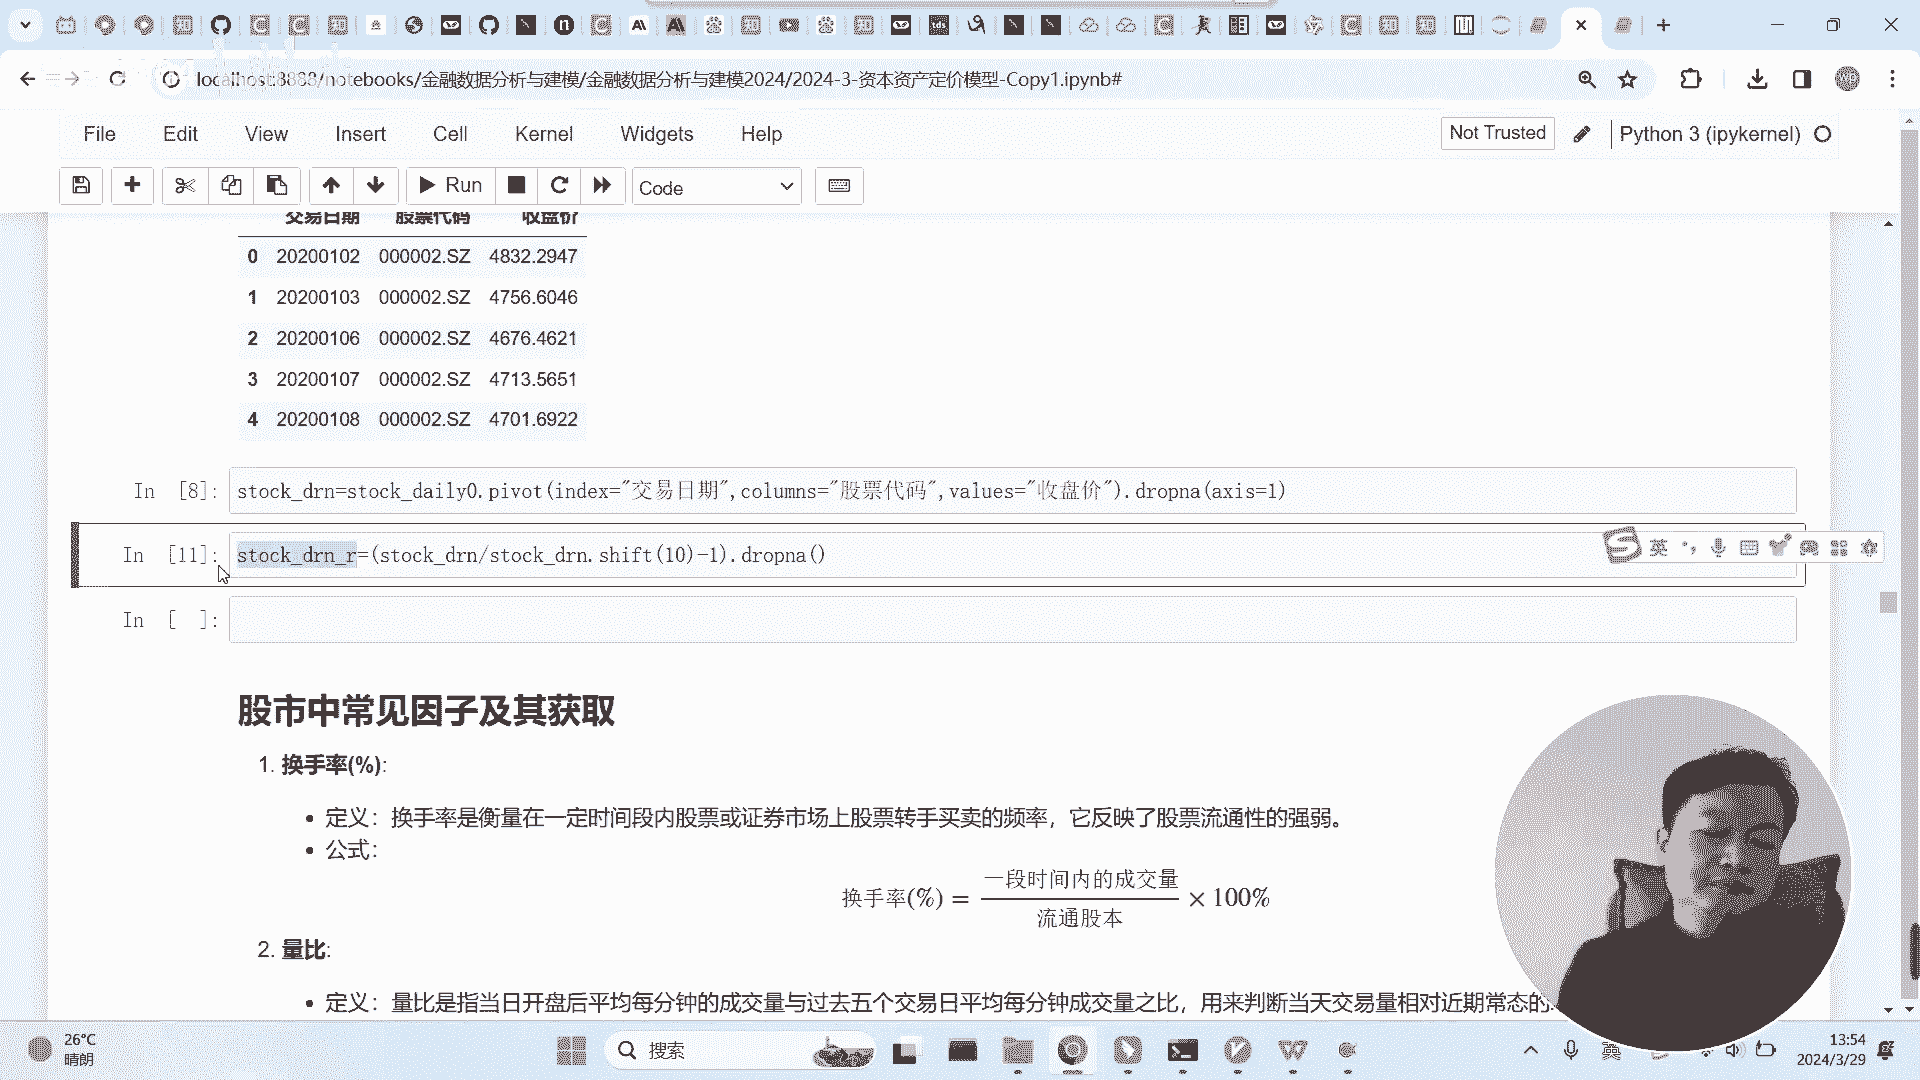 localhost:8888/notebooks/金融数据分析与建模/金融数据分析与建模2024/2024-3-资本资产定价模型-Copy1.ipynb#
File Edit View Insert Cell Kernel Widgets Help Not Trusted Python 3 (ipykernel)
Run Code
交易日期 股票代码 收盘价
0 20200102 000002.SZ 4832.2947
1 20200103 000002.SZ 4756.6046
2 20200106 000002.SZ 4676.4621
3 20200107 000002.SZ 4713.5651
4 20200108 000002.SZ 4701.6922
In [8]: stock_drn=stock_daily0.pivot(index="交易日期",columns="股票代码",values="收盘价").dropna(axis=1)
In [11]: stock_drn_r=(stock_drn/stock_drn.shift(10)-1).dropna()
英
In [ ]:
股市中常见因子及其获取
1. 换手率(%):
• 定义：换手率是衡量在一定时间段内股票或证券市场上股票转手买卖的频率，它反映了股票流通性的强弱。
• 公式：
换手率(%) = 一段时间内的成交量 / 流通股本 × 100%
2. 量比:
• 定义：量比是指当日开盘后平均每分钟的成交量与过去五个交易日平均每分钟成交量之比，用来判断当天交易量相对近期常态的
26°C
晴朗
搜索
英
13:54
2024/3/29